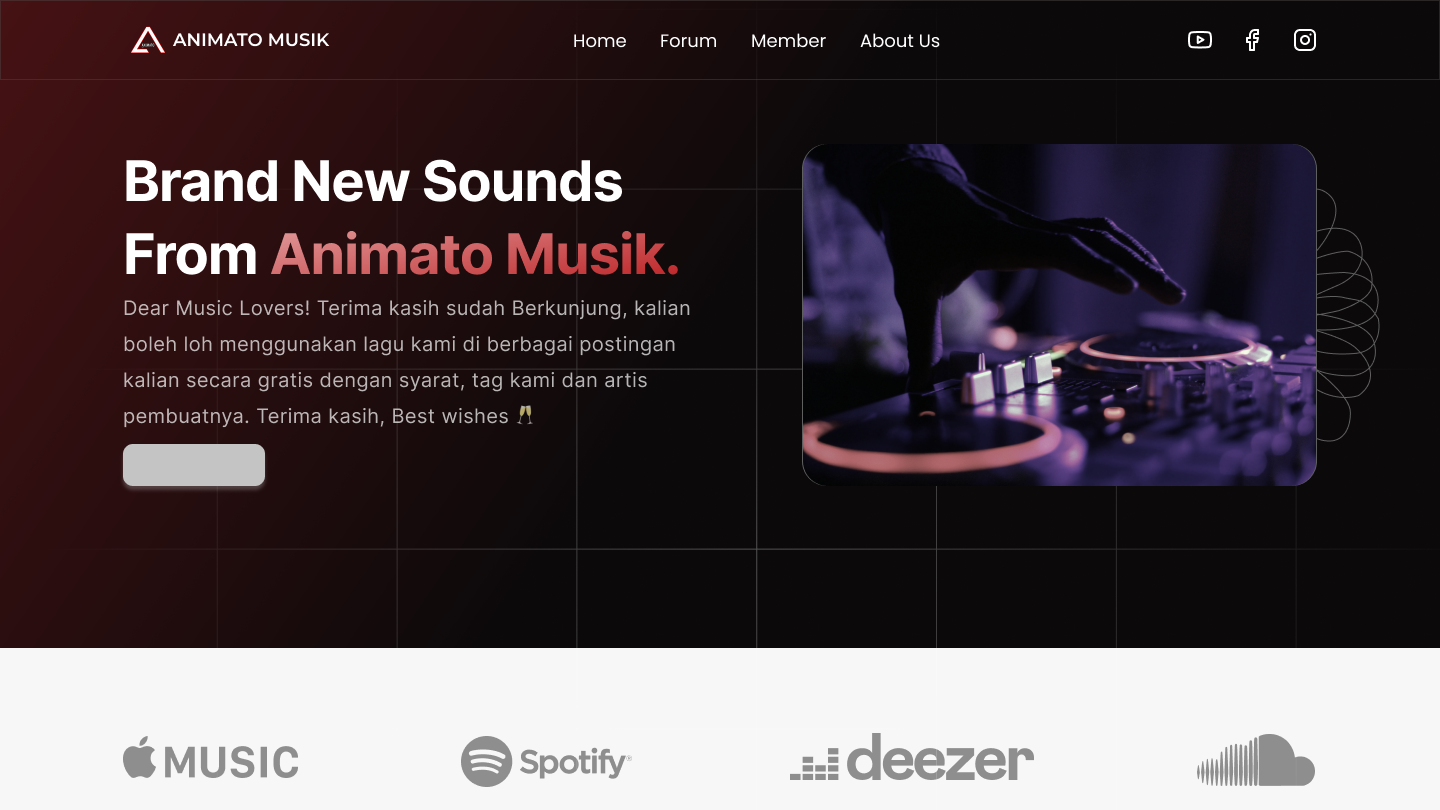 ANIMATO MUSIK
Home Forum Member About Us
Brand New Sounds
From Animato Musik.
Dear Music Lovers! Terima kasih sudah Berkunjung, kalian
boleh loh menggunakan lagu kami di berbagai postingan
kalian secara gratis dengan syarat, tag kami dan artis
pembuatnya. Terima kasih, Best wishes 🥂
MUSIC Spotify® deezer